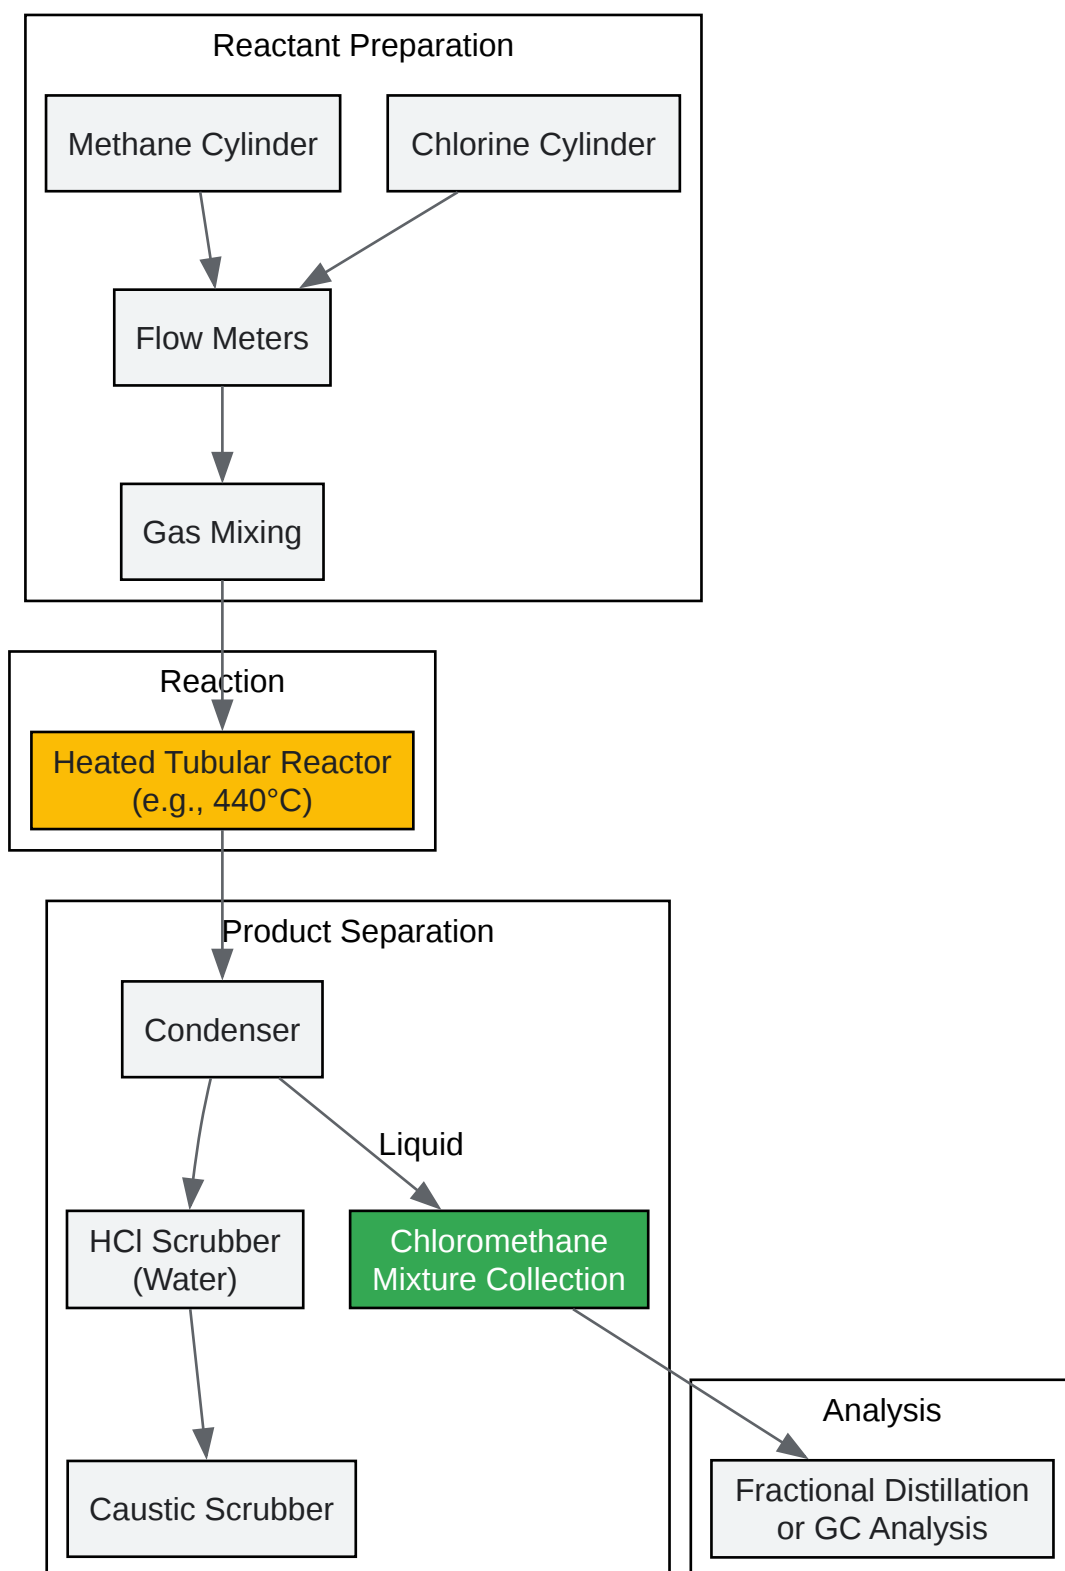 Reactant Preparation
Methane Cylinder
Chlorine Cylinder
Flow Meters
Gas Mixing
Reaction
Heated Tubular Reactor
(e.g., 440°C)
Product Separation
Condenser
Liquid
HCl Scrubber
(Water)
Chloromethane
Mixture Collection
Caustic Scrubber
Analysis
Fractional Distillation
or GC Analysis